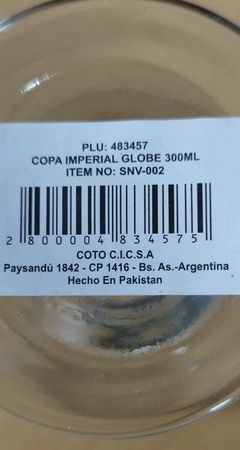 PLU: 483457
COPA IMPERIAL GLOBE 300ML
ITEM NO: SNV-002
2 800004 834575
COTO C.I.C.S.A
Paysandú 1842 - CP 1416 - Bs. As.-Argentina
Hecho En Pakistan